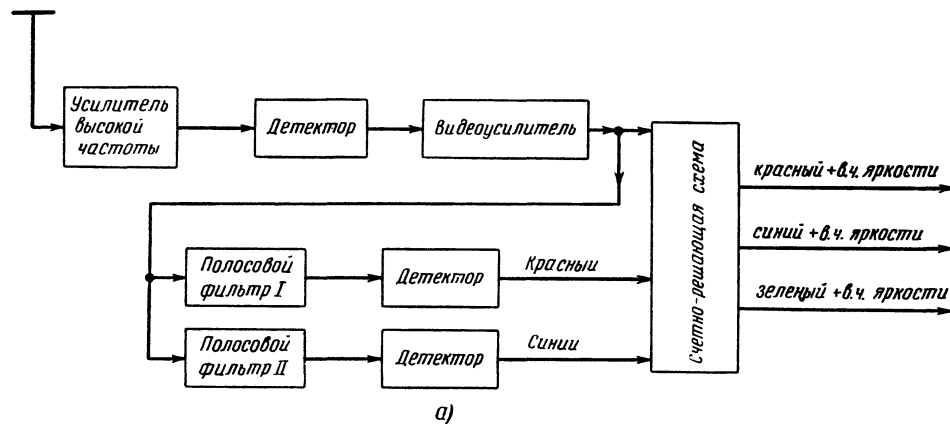 Усилитель
высокой
частоты
Детектор
Видеоусилитель
Счетно-решающая схема
красный + в.ч. яркости
синий + в.ч. яркости
зеленый + в.ч. яркости
Полосовой
фильтр I
Детектор
Красный
Полосовой
фильтр II
Детектор
Синий
а)